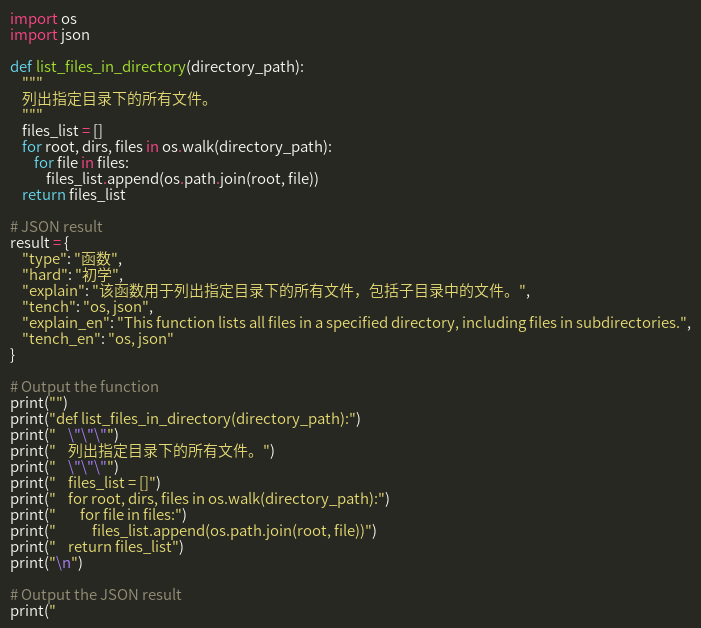 import os
import json

def list_files_in_directory(directory_path):
    """
    列出指定目录下的所有文件。
    """
    files_list = []
    for root, dirs, files in os.walk(directory_path):
        for file in files:
            files_list.append(os.path.join(root, file))
    return files_list

# JSON result
result = {
    "type": "函数",
    "hard": "初学",
    "explain": "该函数用于列出指定目录下的所有文件，包括子目录中的文件。",
    "tench": "os, json",
    "explain_en": "This function lists all files in a specified directory, including files in subdirectories.",
    "tench_en": "os, json"
}

# Output the function
print("")
print("def list_files_in_directory(directory_path):")
print("    \"\"\"")
print("    列出指定目录下的所有文件。")
print("    \"\"\"")
print("    files_list = []")
print("    for root, dirs, files in os.walk(directory_path):")
print("        for file in files:")
print("            files_list.append(os.path.join(root, file))")
print("    return files_list")
print("\n")

# Output the JSON result
print("